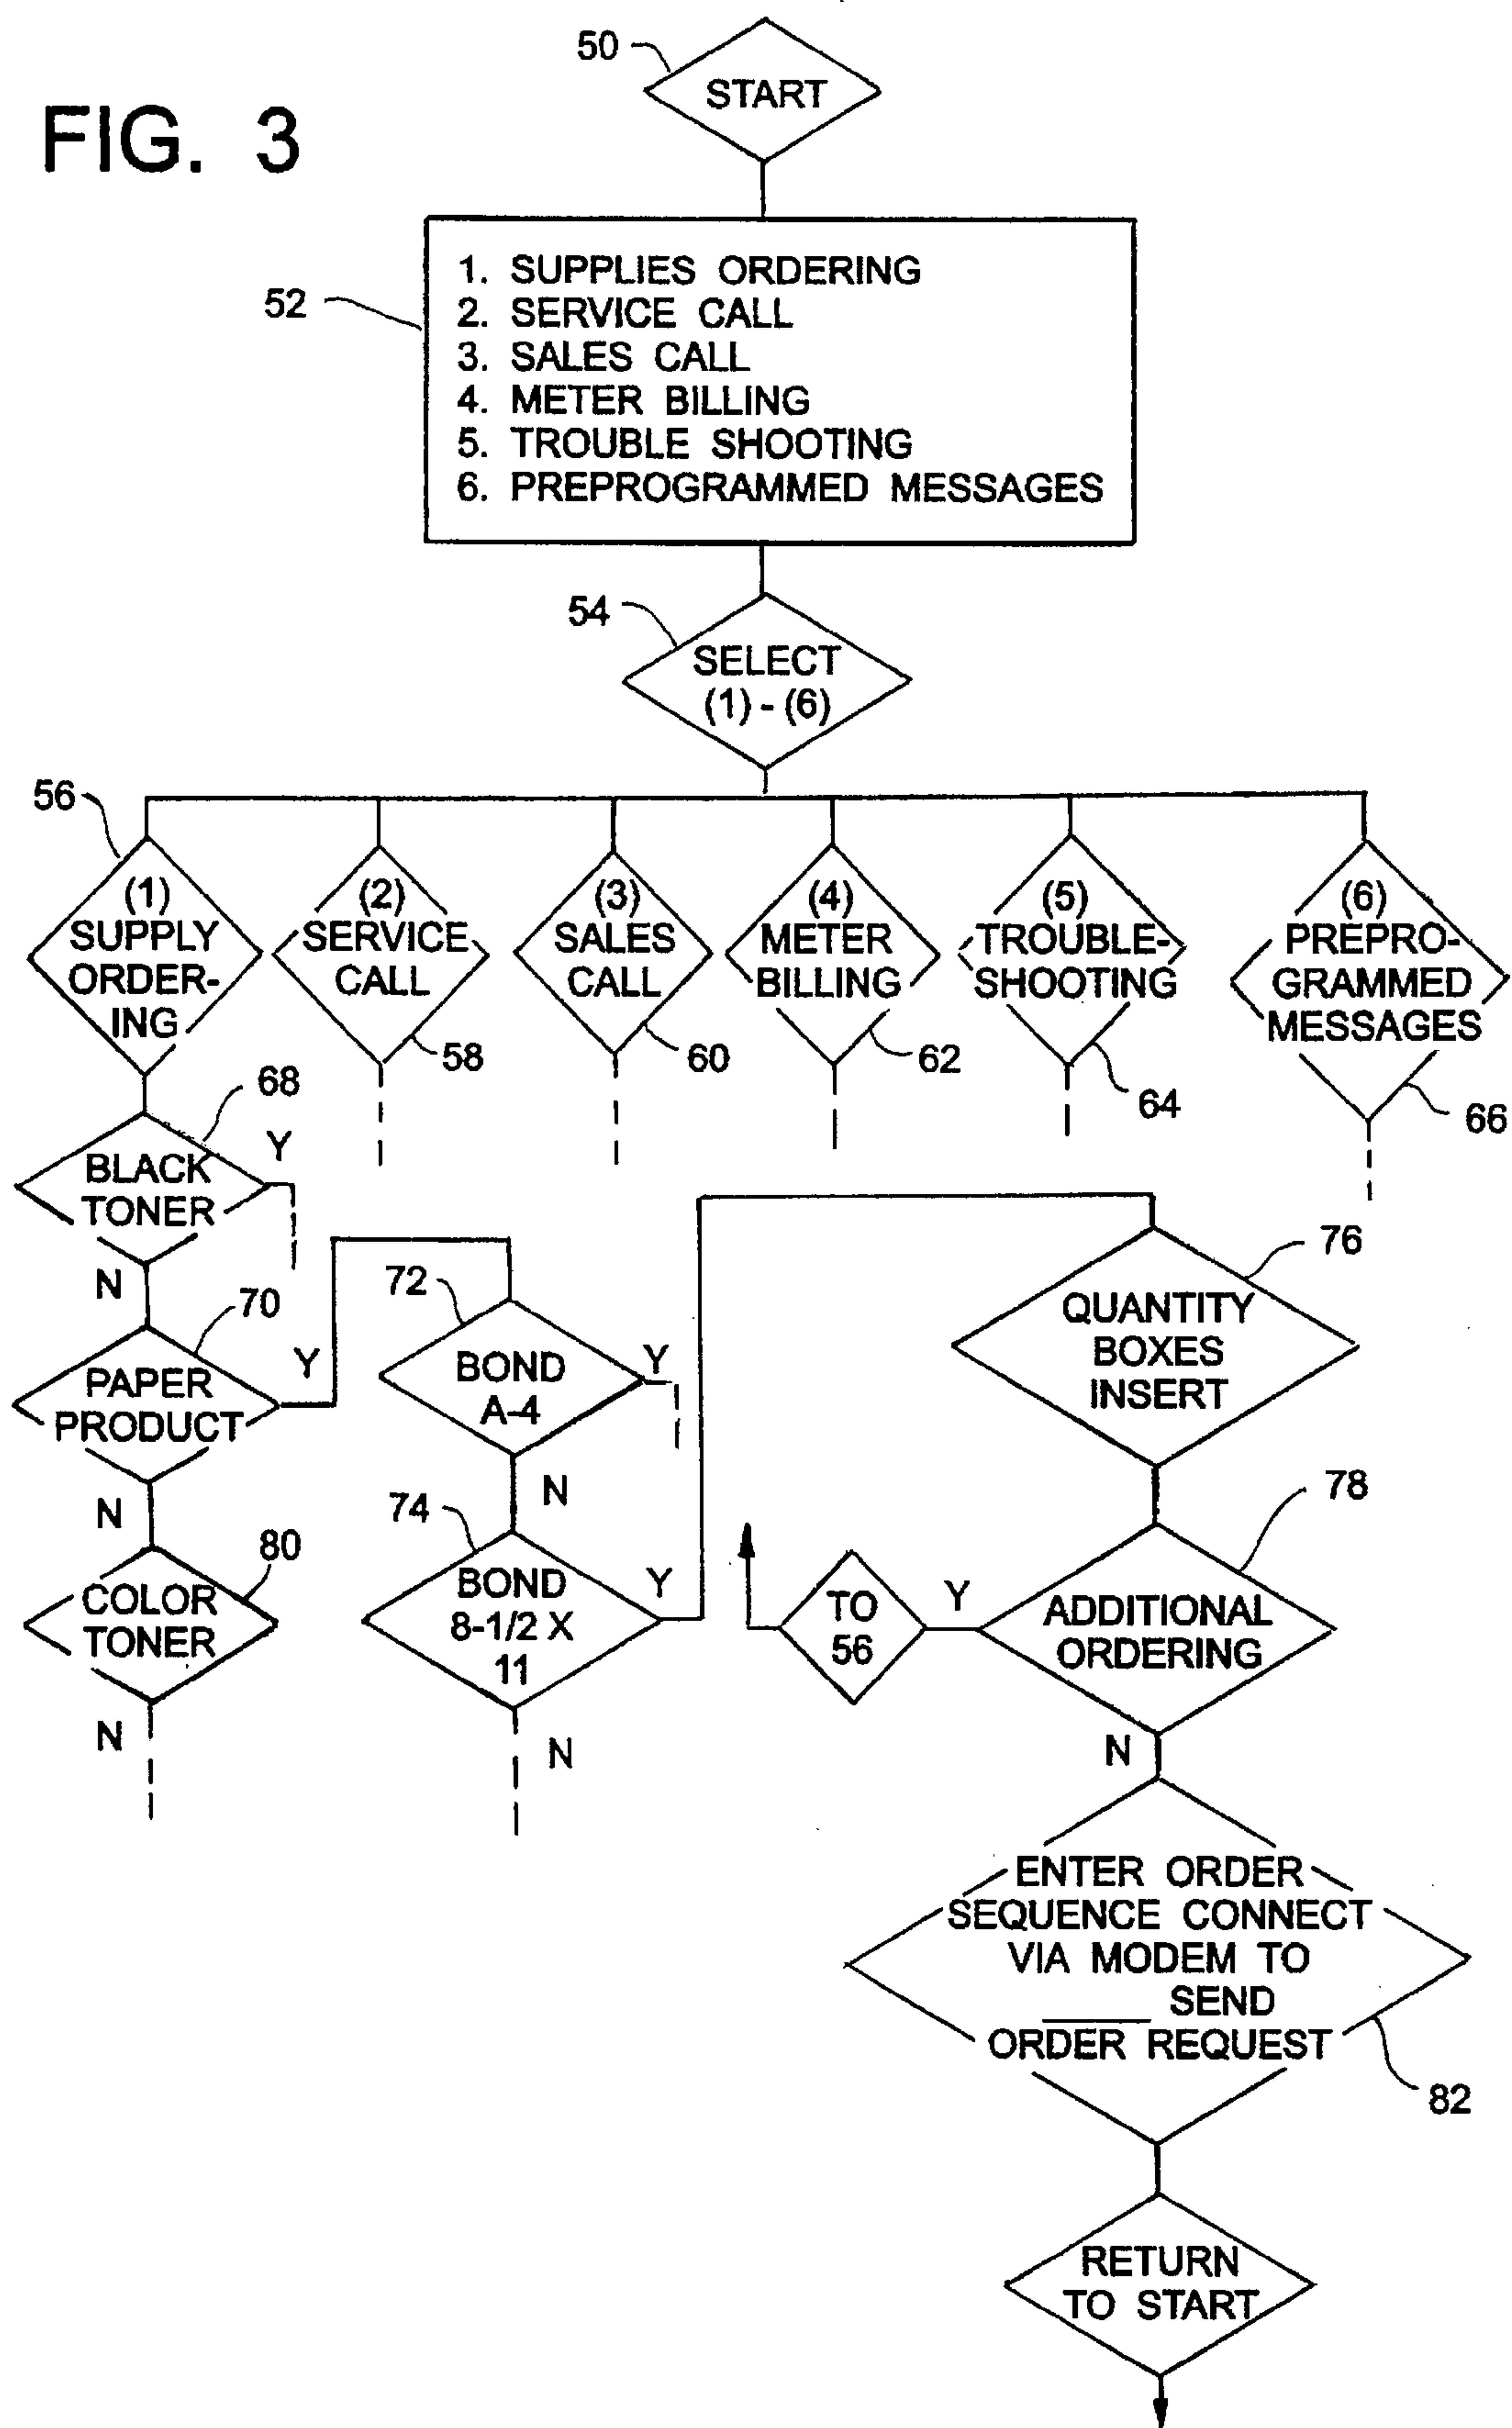 FIG. 3
50
START
52
1. SUPPLIES ORDERING
2. SERVICE CALL
3. SALES CALL
4. METER BILLING
5. TROUBLE SHOOTING
6. PREPROGRAMMED MESSAGES
54
SELECT
(1) - (6)
56
(1)
SUPPLY
ORDER-
ING
(2)
SERVICE
CALL
58
(3)
SALES
CALL
60
(4)
METER
BILLING
62
(5)
TROUBLE-
SHOOTING
64
(6)
PREPRO-
GRAMMED
MESSAGES
66
68
BLACK
TONER
Y
N
70
PAPER
PRODUCT
Y
N
80
COLOR
TONER
N
72
BOND
A-4
Y
N
74
BOND
8-1/2 X
11
Y
N
76
QUANTITY
BOXES
INSERT
78
ADDITIONAL
ORDERING
Y
TO
56
N
ENTER ORDER
SEQUENCE CONNECT
VIA MODEM TO
SEND
ORDER REQUEST
82
RETURN
TO START